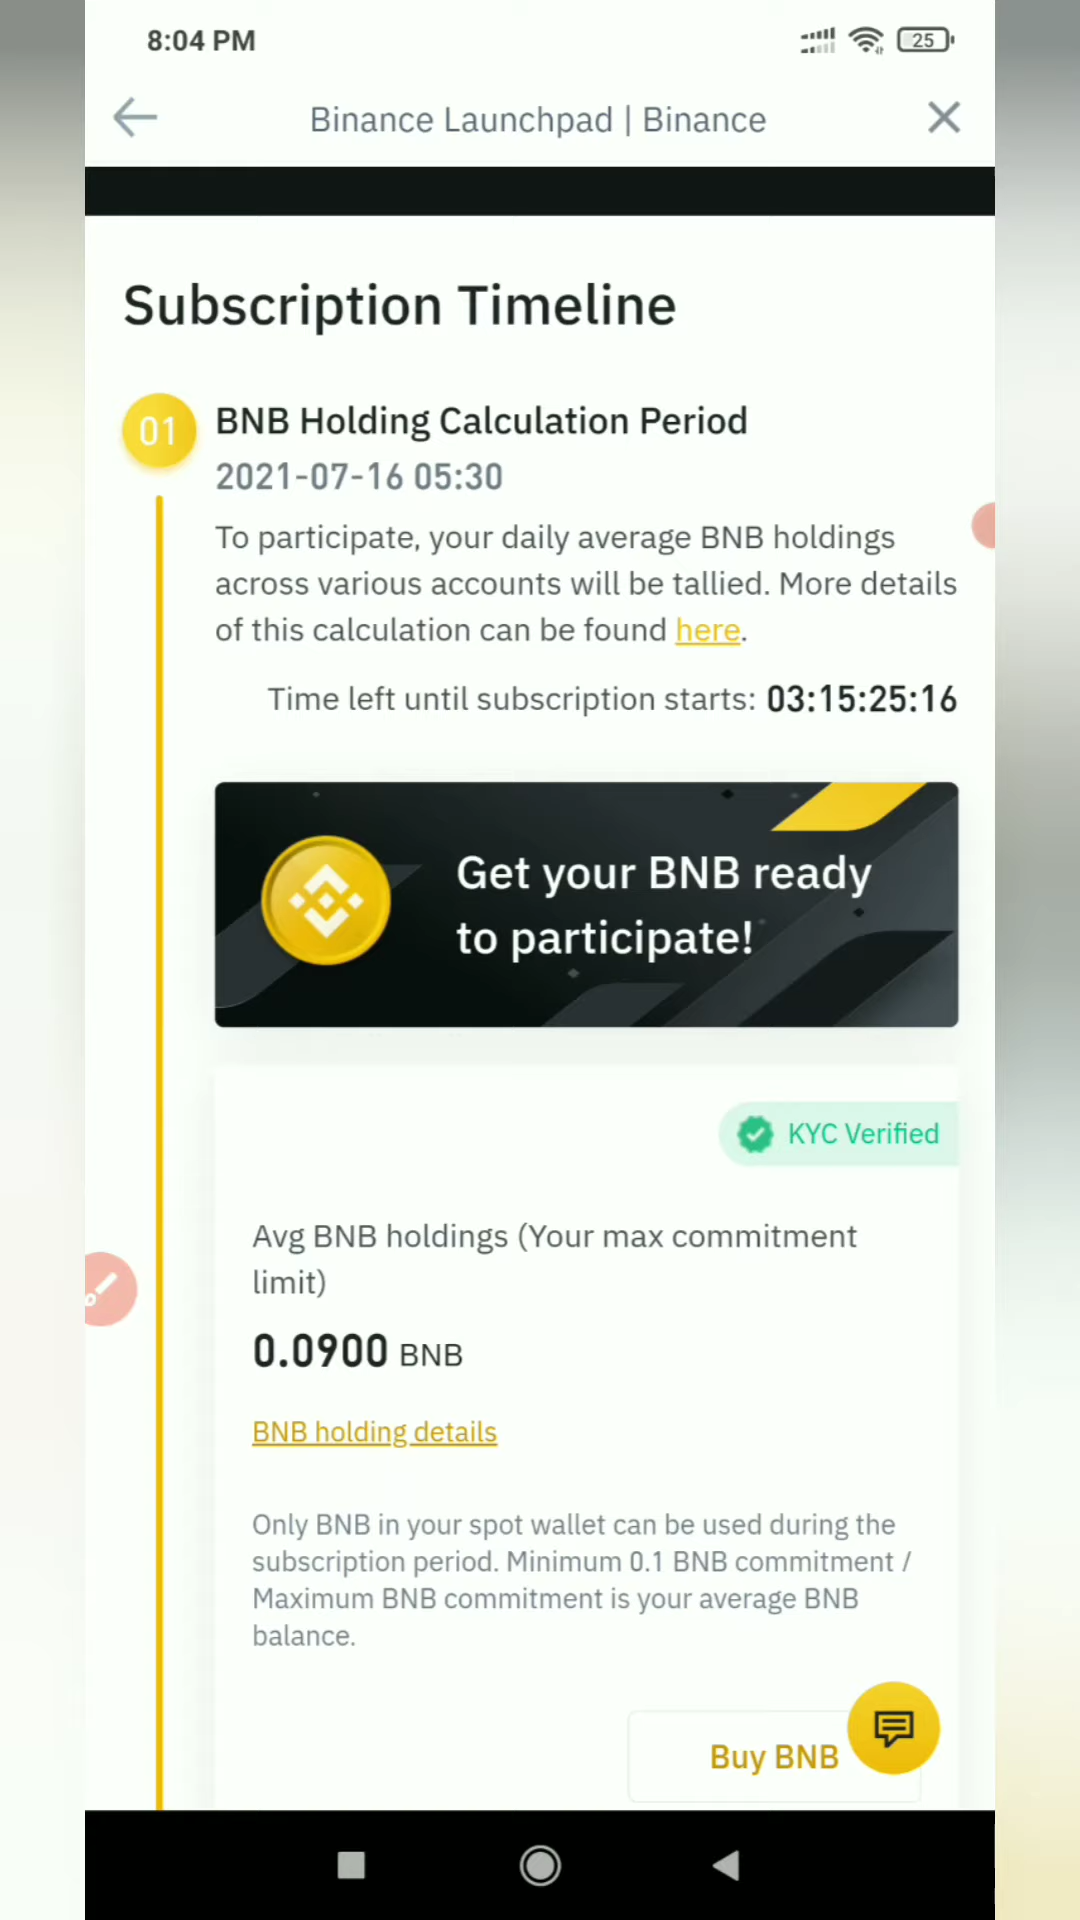 8:04 PM
25
Binance Launchpad | Binance
Subscription Timeline
01
BNB Holding Calculation Period
2021-07-16 05:30
To participate, your daily average BNB holdings
across various accounts will be tallied. More details
of this calculation can be found here.
Time left until subscription starts: 03:15:25:16
Get your BNB ready
to participate!
KYC Verified
Avg BNB holdings (Your max commitment
limit)
0.0900 BNB
BNB holding details
Only BNB in your spot wallet can be used during the
subscription period. Minimum 0.1 BNB commitment /
Maximum BNB commitment is your average BNB
balance.
Buy BNB